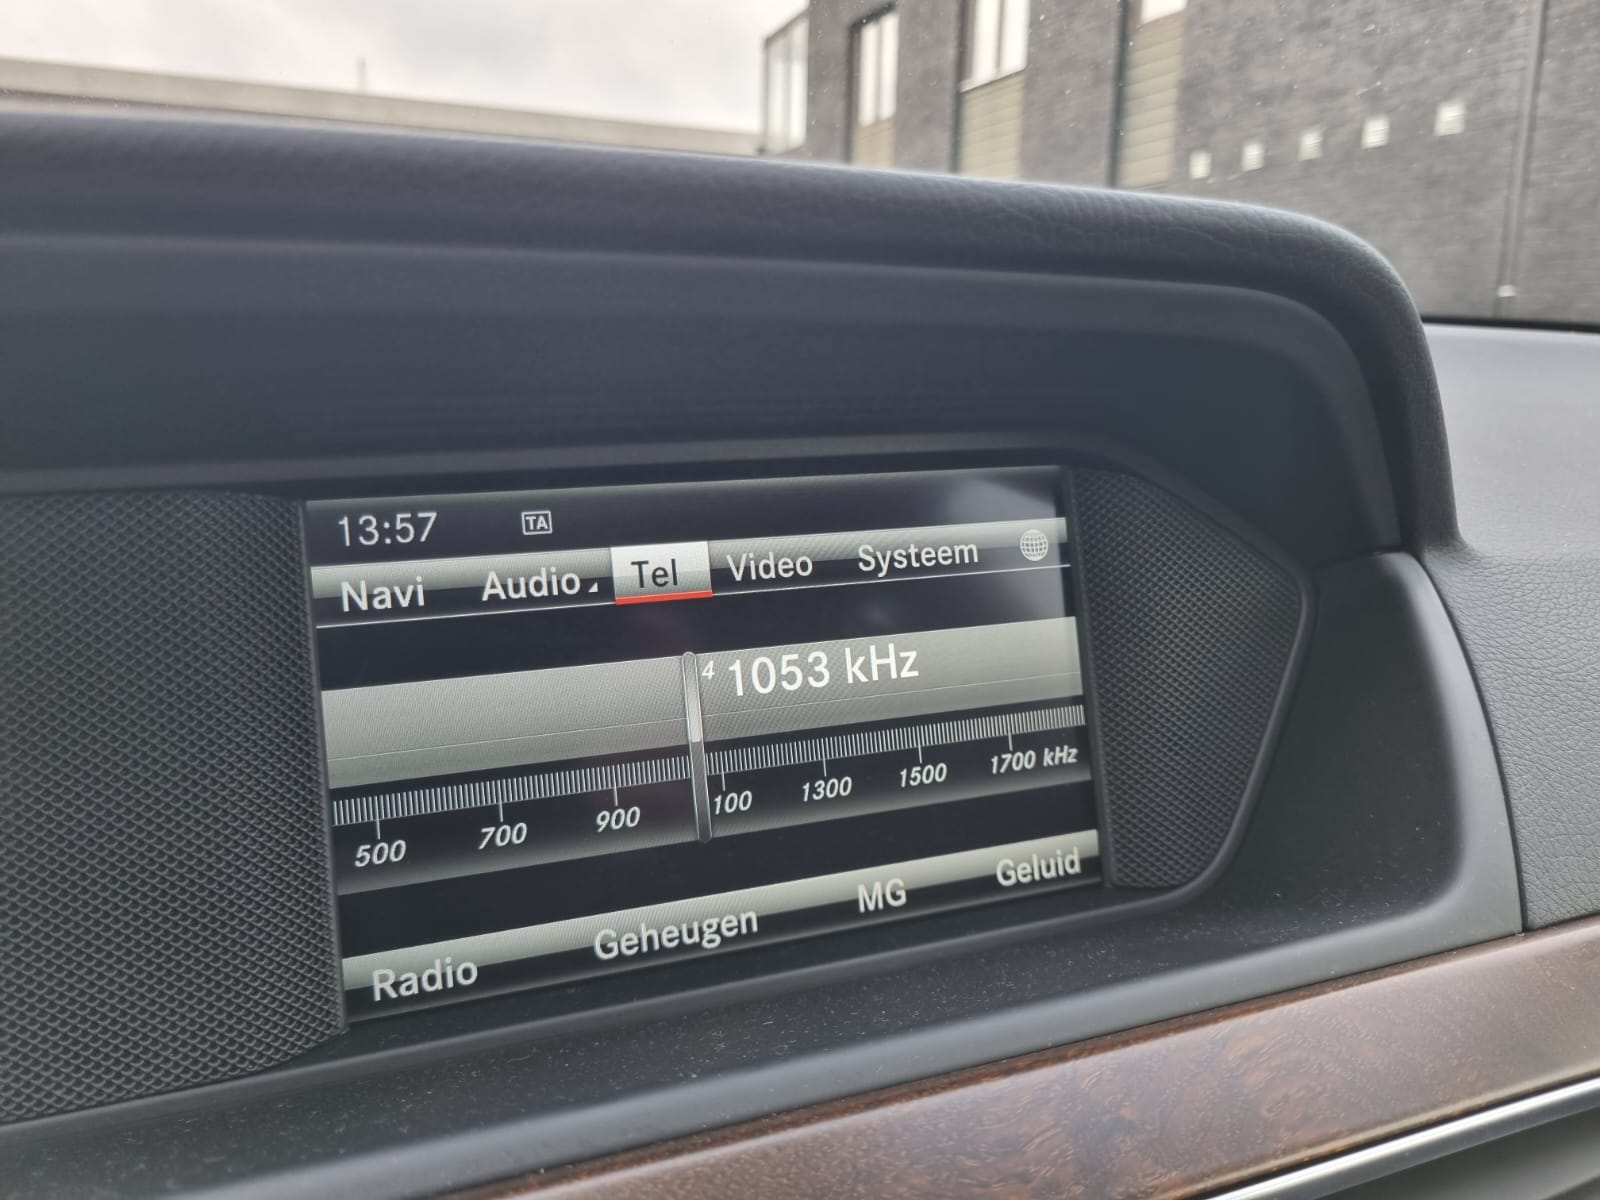 13:57 TA
Navi Audio Tel Video Systeem
4 1053 kHz
500 700 900 100 1300 1500 1700 kHz
Radio Geheugen MG Geluid